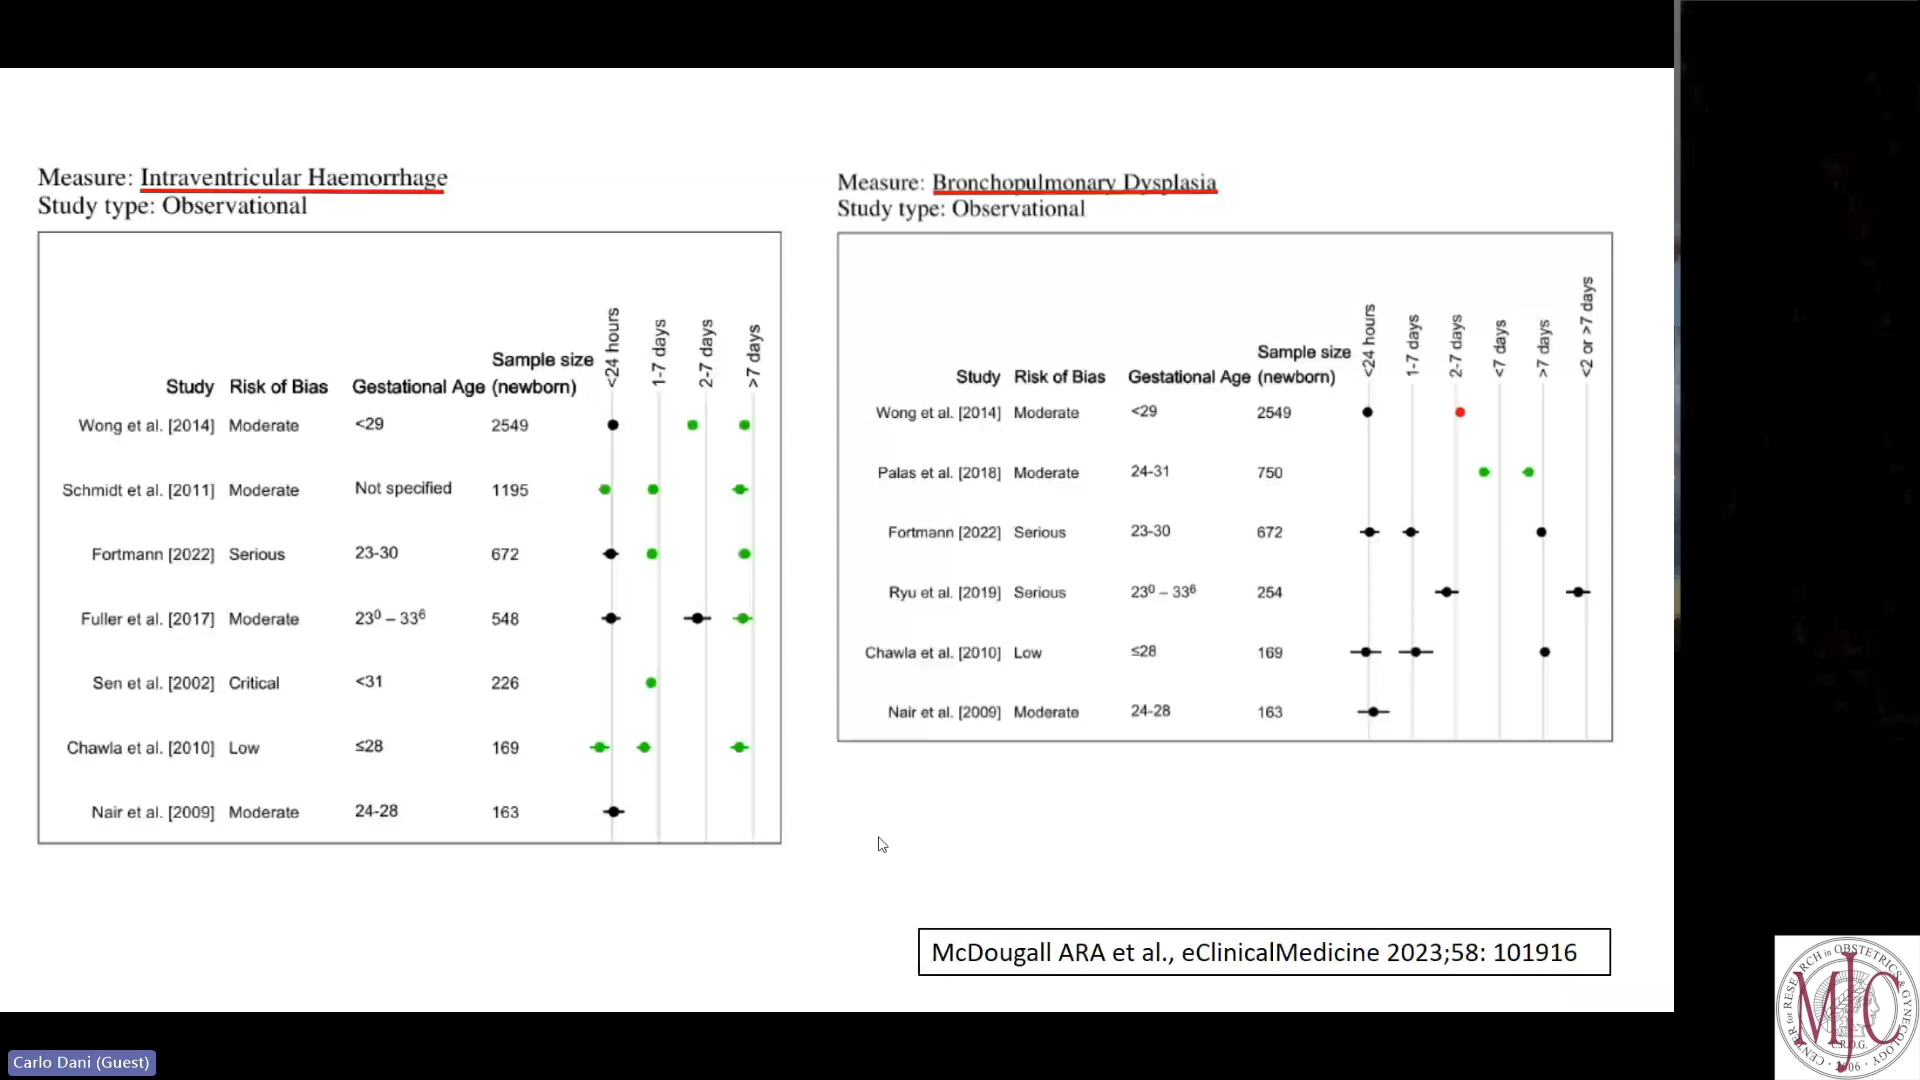 Measure: Intraventricular Haemorrhage
Study type: Observational
<24 hours
1-7 days
2-7 days
>7 days
Study Risk of Bias Gestational Age Sample size (newborn)
Wong et al. [2014] Moderate <29 2549
Schmidt et al. [2011] Moderate Not specified 1195
Fortmann [2022] Serious 23-30 672
Fuller et al. [2017] Moderate 23⁰ – 33⁶ 548
Sen et al. [2002] Critical <31 226
Chawla et al. [2010] Low ≤28 169
Nair et al. [2009] Moderate 24-28 163
Measure: Bronchopulmonary Dysplasia
Study type: Observational
<24 hours
1-7 days
2-7 days
<7 days
>7 days
<2 or >7 days
Study Risk of Bias Gestational Age Sample size (newborn)
Wong et al. [2014] Moderate <29 2549
Palas et al. [2018] Moderate 24-31 750
Fortmann [2022] Serious 23-30 672
Ryu et al. [2019] Serious 23⁰ – 33⁶ 254
Chawla et al. [2010] Low ≤28 169
Nair et al. [2009] Moderate 24-28 163
McDougall ARA et al., eClinicalMedicine 2023;58: 101916
Carlo Dani (Guest)
CENTER for RESEARCH in OBSTETRICS & GYNECOLOGY
MJC
C.R.O.G.
2006